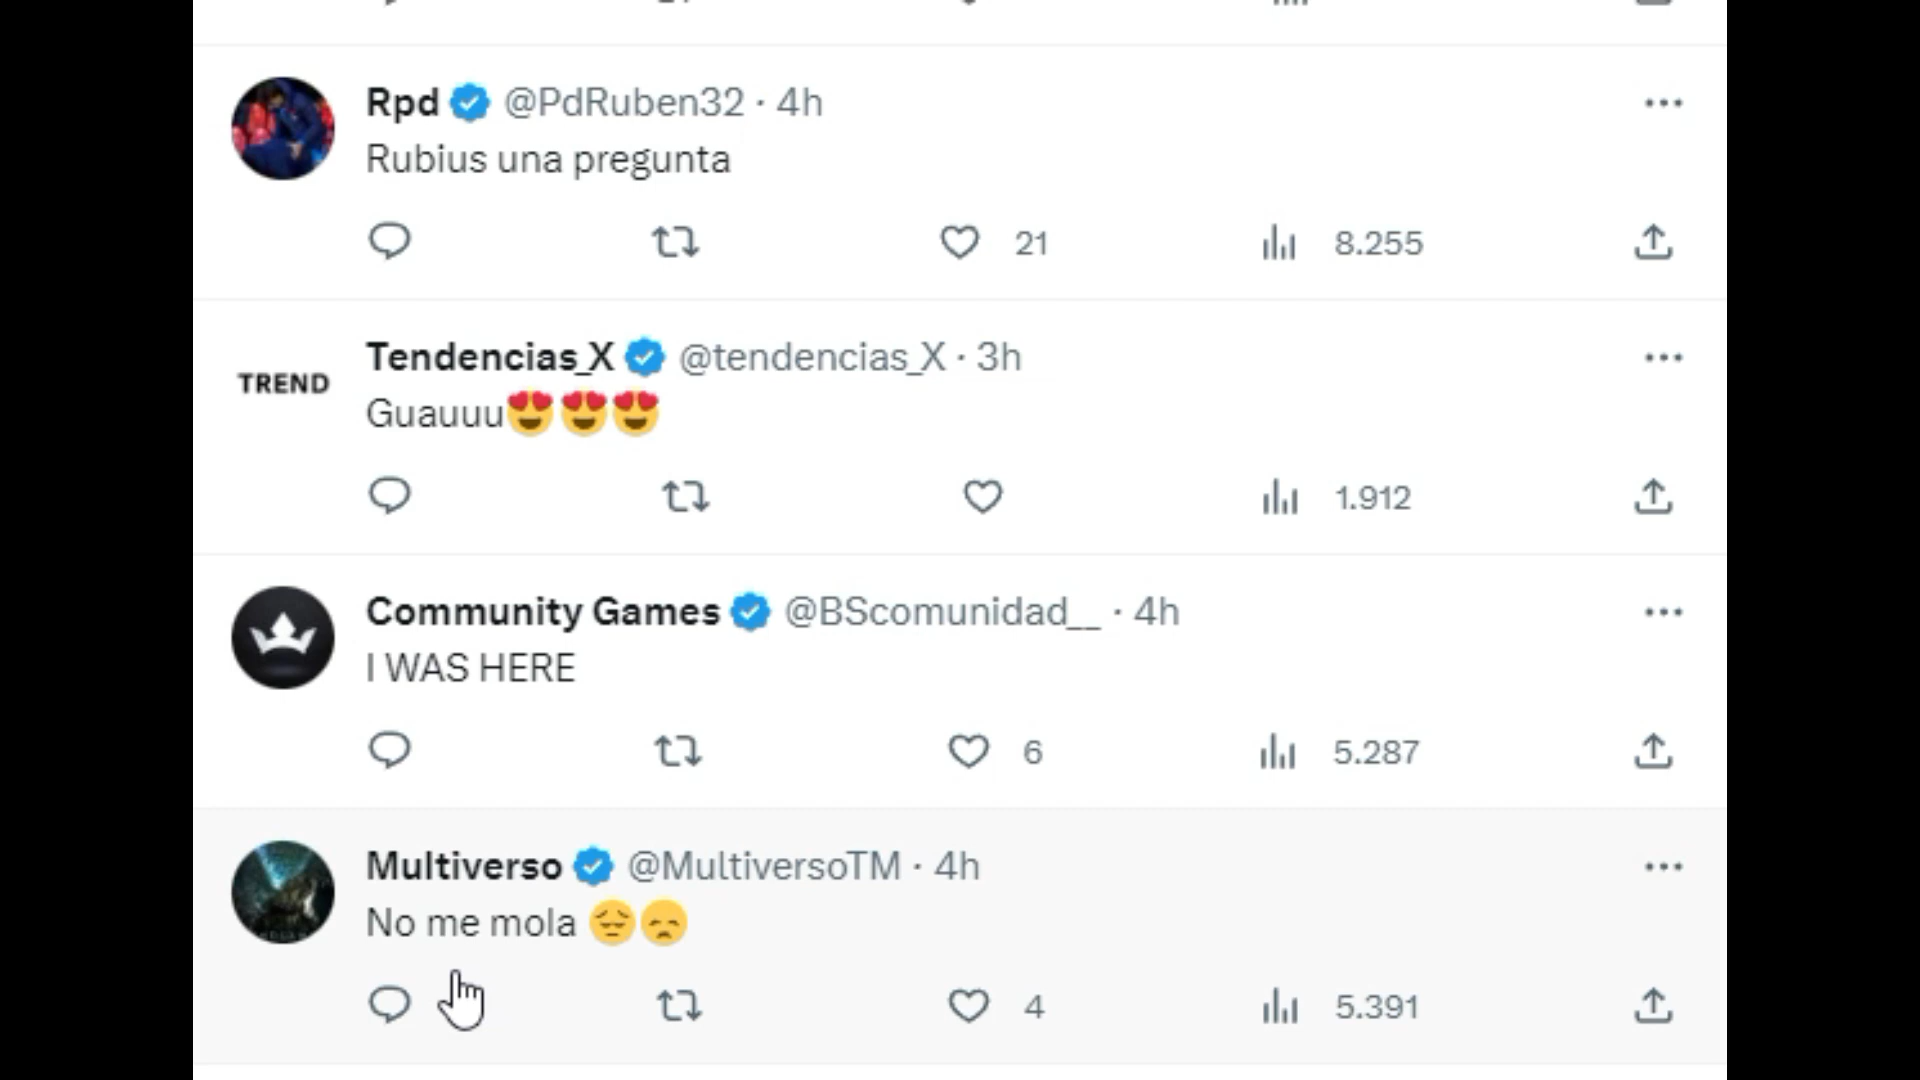 Rpd @PdRuben32 · 4h
Rubius una pregunta
21 8.255
Tendencias_X @tendencias_X · 3h
TREND
Guauuu😍😍😍
1.912
Community Games @BScomunidad__ · 4h
I WAS HERE
6 5.287
Multiverso @MultiversoTM · 4h
No me mola 😔😞
4 5.391